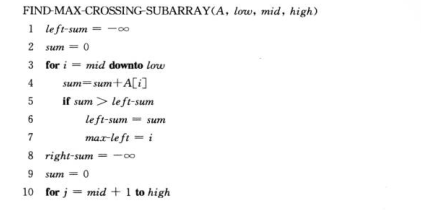 FIND-MAX-CROSSING-SUBARRAY(A, low, mid, high)
1 left-sum = −∞
2 sum = 0
3 for i = mid downto low
4 sum=sum+A[i]
5 if sum > left-sum
6 left-sum = sum
7 max-left = i
8 right-sum = −∞
9 sum = 0
10 for j = mid + 1 to high